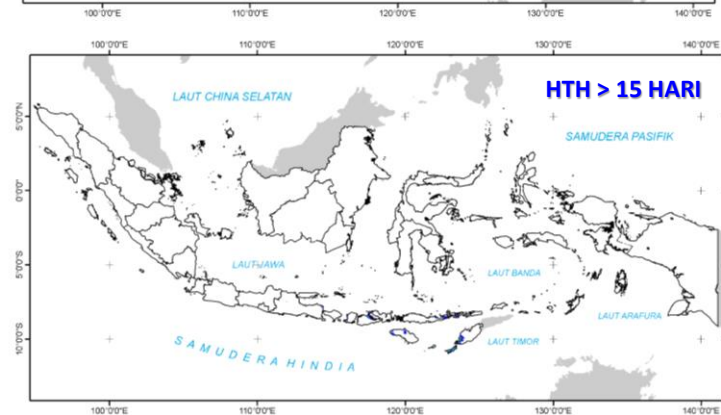 100°0'0"E 110°0'0"E 120°0'0"E 130°0'0"E 140°0'0"E
100°0'0"E 110°0'0"E 120°0'0"E 130°0'0"E 140°0'0"E
HTH > 15 HARI
LAUT CHINA SELATAN
5°0'0"N
SAMUDERA PASIFIK
0°0'0"
5°0'0"S
LAUT JAWA
LAUT BANDA
LAUT ARAFURA
10°0'0"S
LAUT TIMOR
SAMUDERA HINDIA
100°0'0"E 110°0'0"E 120°0'0"E 130°0'0"E 140°0'0"E